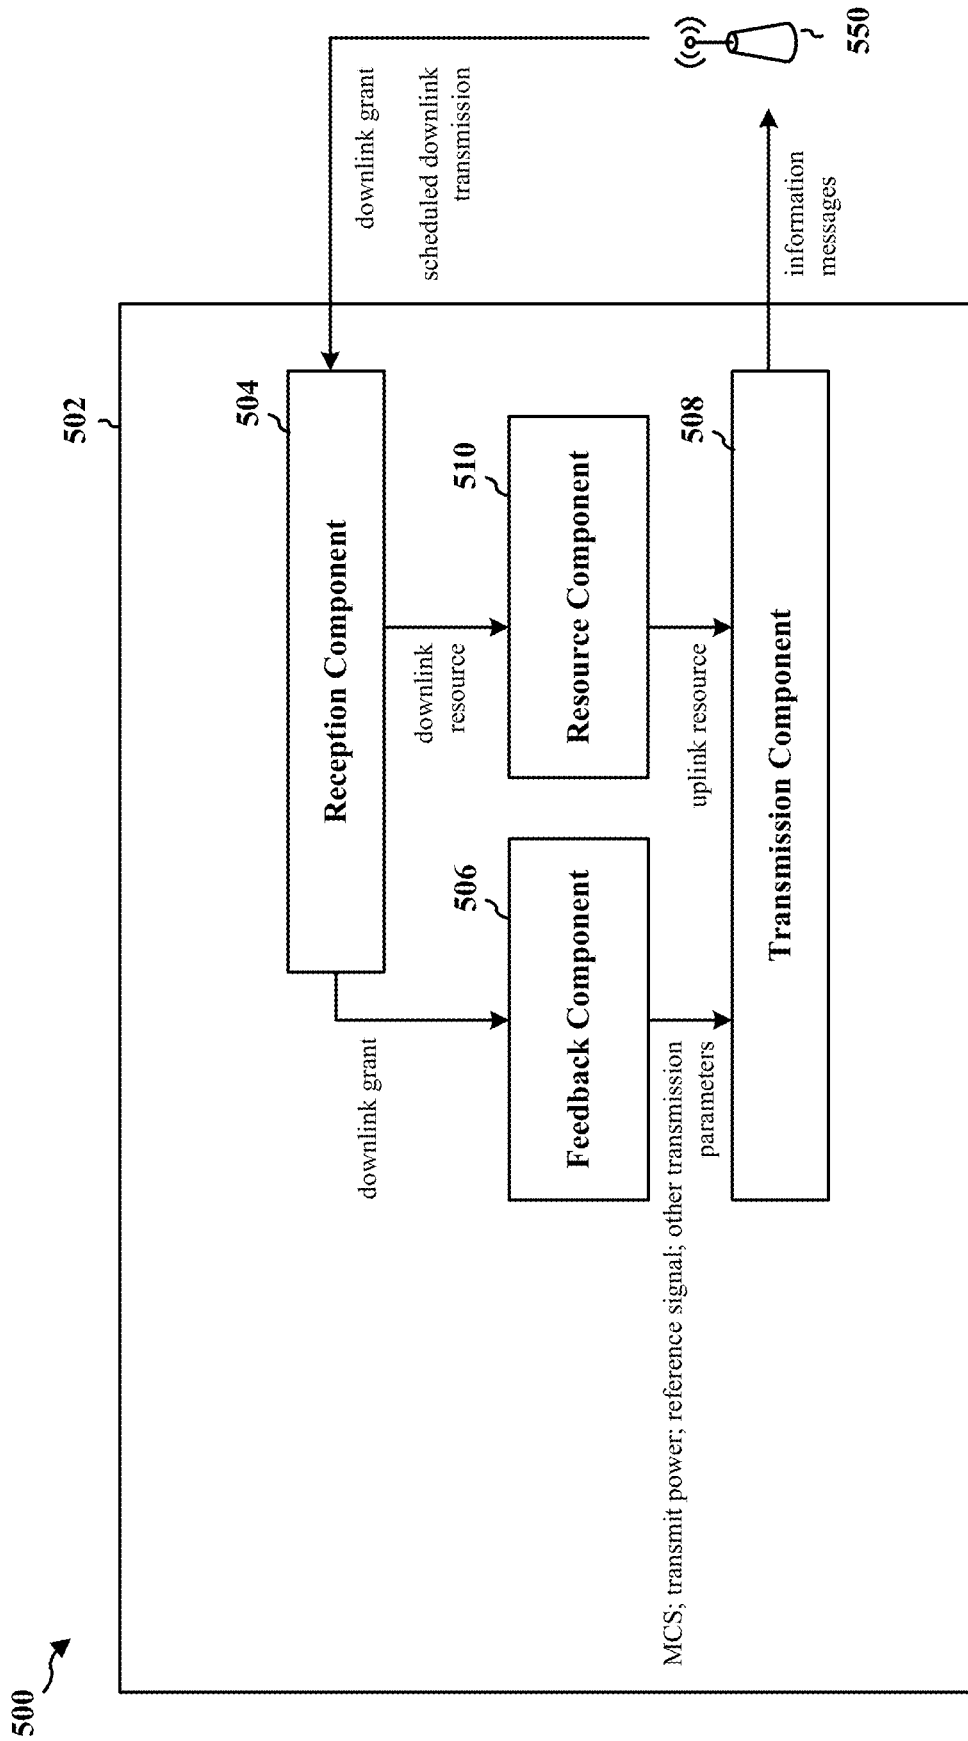 500
502
504
Reception Component
downlink grant
scheduled downlink
transmission
550
downlink grant
downlink
resource
506
Feedback Component
510
Resource Component
MCS; transmit power; reference signal; other transmission
parameters
uplink resource
508
Transmission Component
information
messages